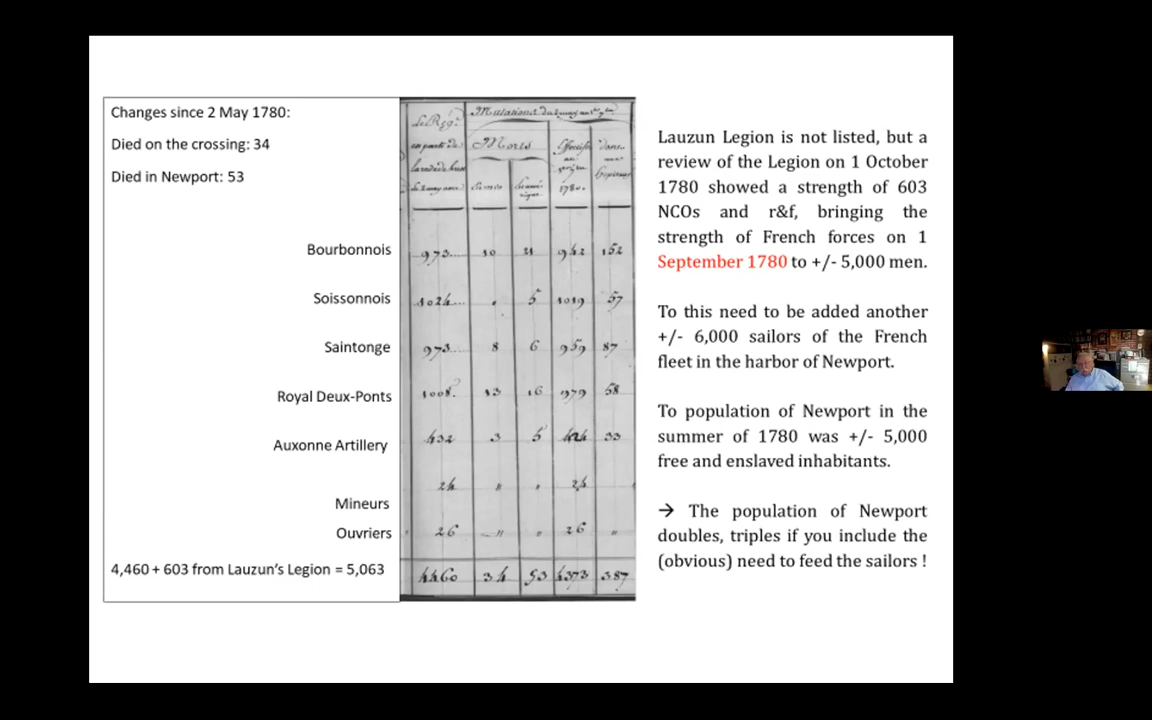 Changes since 2 May 1780:
Died on the crossing: 34
Died in Newport: 53
Mutations du
Morts
Bourbonnois 973 10 21 942 152
Soissonnois 1024 5 1019 57
Saintonge 973 8 6 959 87
Royal Deux-Ponts 1008 13 16 979 58
Auxonne Artillery 432 3 5 424 33
24 " " 24
Mineurs
Ouvriers 26 " " 26 "
4,460 + 603 from Lauzun's Legion = 5,063 4460 34 53 4373 387
Lauzun Legion is not listed, but a
review of the Legion on 1 October
1780 showed a strength of 603
NCOs and r&f, bringing the
strength of French forces on 1
September 1780 to +/- 5,000 men.
To this need to be added another
+/- 6,000 sailors of the French
fleet in the harbor of Newport.
To population of Newport in the
summer of 1780 was +/- 5,000
free and enslaved inhabitants.
→ The population of Newport
doubles, triples if you include the
(obvious) need to feed the sailors !